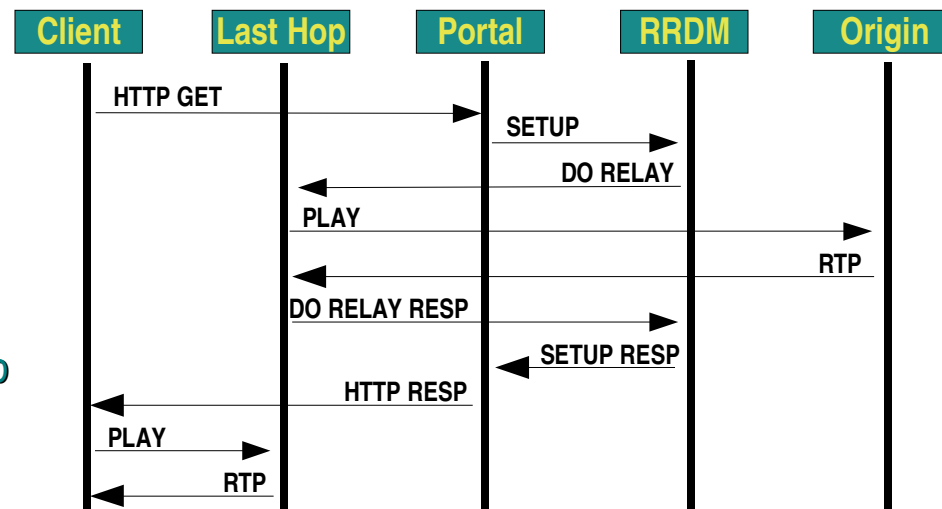 Client Last Hop Portal RRDM Origin
HTTP GET
SETUP
DO RELAY
PLAY
RTP
DO RELAY RESP
SETUP RESP
HTTP RESP
PLAY
RTP